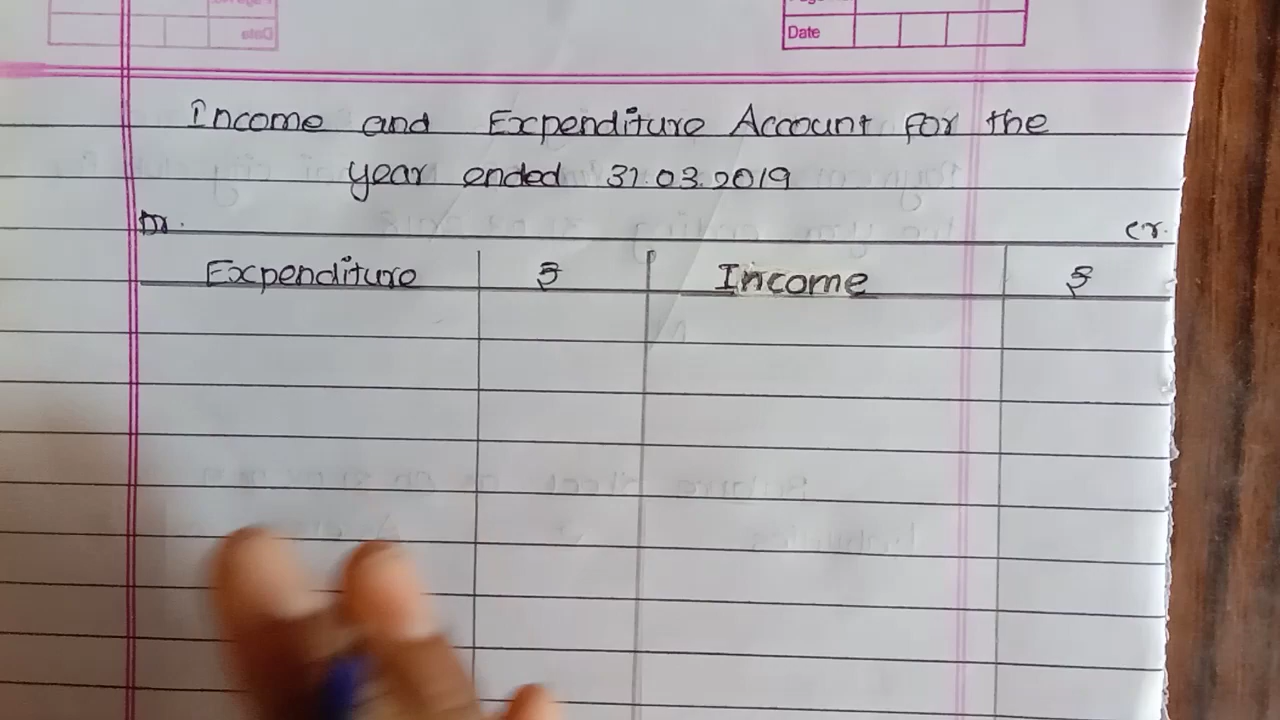 Date
Income and Expenditure Account for the
year ended 31.03.2019
Dr. Cr.
Expenditure ₹ Income ₹